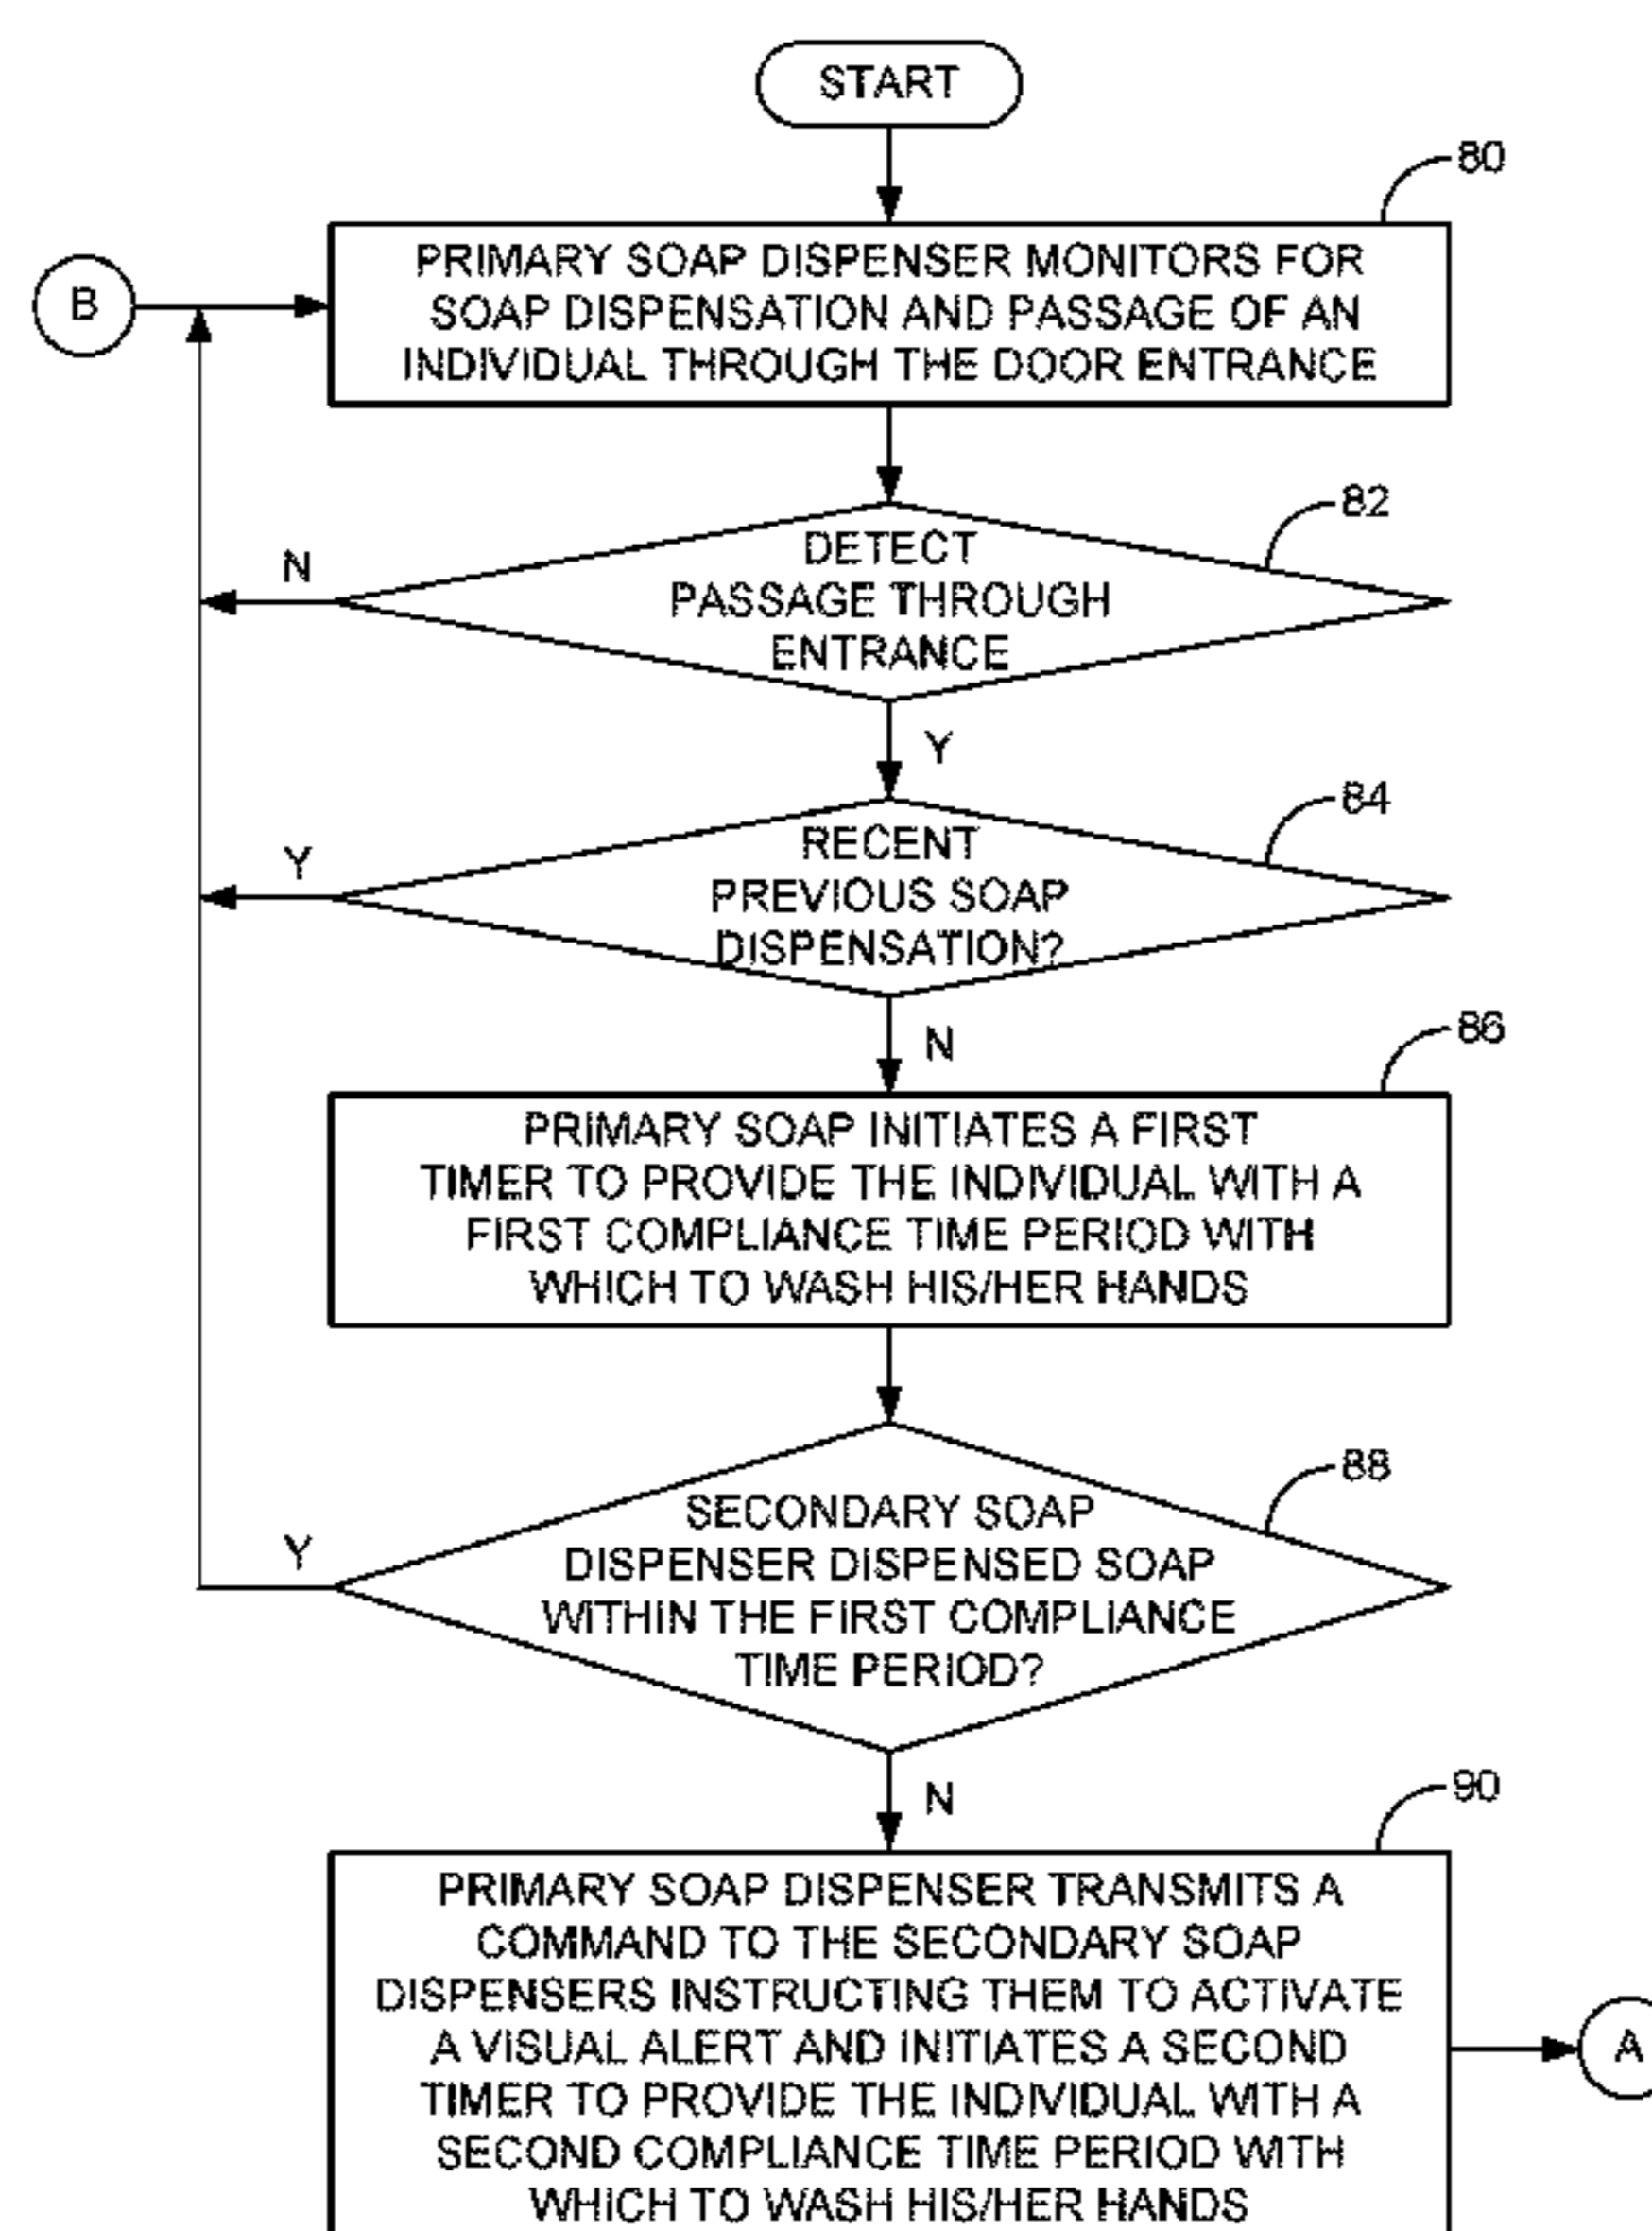 START
80
B
PRIMARY SOAP DISPENSER MONITORS FOR
SOAP DISPENSATION AND PASSAGE OF AN
INDIVIDUAL THROUGH THE DOOR ENTRANCE
82
DETECT
PASSAGE THROUGH
ENTRANCE
N
Y
84
RECENT
PREVIOUS SOAP
DISPENSATION?
Y
N
86
PRIMARY SOAP INITIATES A FIRST
TIMER TO PROVIDE THE INDIVIDUAL WITH A
FIRST COMPLIANCE TIME PERIOD WITH
WHICH TO WASH HIS/HER HANDS
88
SECONDARY SOAP
DISPENSER DISPENSED SOAP
WITHIN THE FIRST COMPLIANCE
TIME PERIOD?
Y
N
90
PRIMARY SOAP DISPENSER TRANSMITS A
COMMAND TO THE SECONDARY SOAP
DISPENSERS INSTRUCTING THEM TO ACTIVATE
A VISUAL ALERT AND INITIATES A SECOND
TIMER TO PROVIDE THE INDIVIDUAL WITH A
SECOND COMPLIANCE TIME PERIOD WITH
WHICH TO WASH HIS/HER HANDS
A